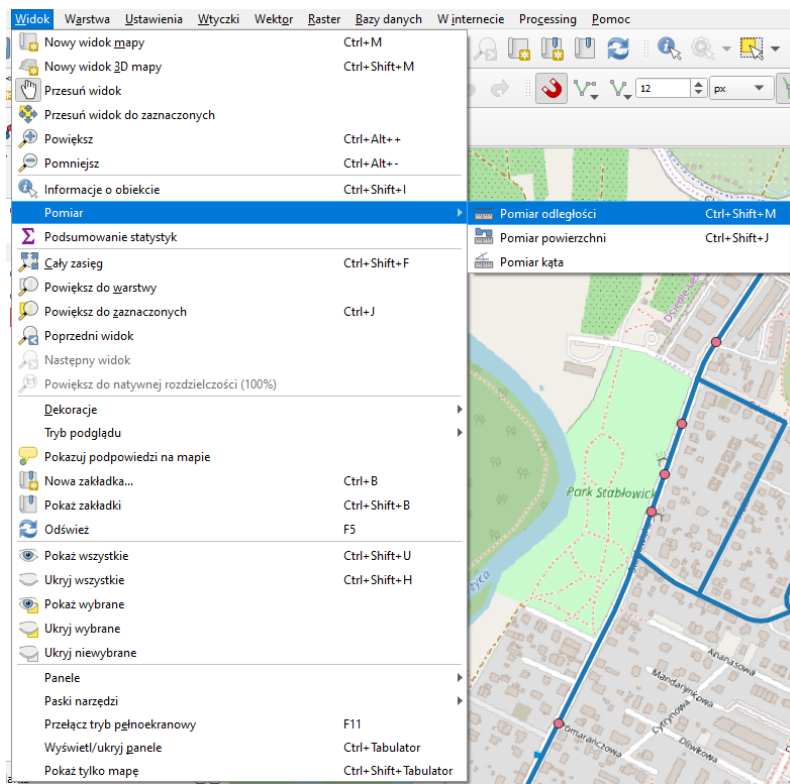 Widok Warstwa Ustawienia Wtyczki Wektor Raster Bazy danych W internecie Processing Pomoc
Nowy widok mapy Ctrl+M
Nowy widok 3D mapy Ctrl+Shift+M
Przesuń widok
12 px
Przesuń widok do zaznaczonych
Powiększ Ctrl+Alt++
Pomniejsz Ctrl+Alt+-
Informacje o obiekcie Ctrl+Shift+I
Pomiar
Pomiar odległości Ctrl+Shift+M
Podsumowanie statystyk
Pomiar powierzchni Ctrl+Shift+J
Cały zasięg Ctrl+Shift+F
Pomiar kąta
Powiększ do warstwy
Powiększ do zaznaczonych Ctrl+J
Poprzedni widok
Następny widok
Powiększ do natywnej rozdzielczości (100%)
Dekoracje
Tryb podglądu
Pokazuj podpowiedzi na mapie
Nowa zakładka... Ctrl+B
Pokaż zakładki Ctrl+Shift+B
Odśwież F5
Pokaż wszystkie Ctrl+Shift+U
Ukryj wszystkie Ctrl+Shift+H
Pokaż wybrane
Ukryj wybrane
Ukryj niewybrane
Panele
Paski narzędzi
Przełącz tryb pełnoekranowy F11
Wyświetl/ukryj panele Ctrl+Tabulator
Pokaż tylko mapę Ctrl+Shift+Tabulator
Park Stabłowick
Ananasowa
Mandarynkowa
Cytrynowa
Oliwkowa
omarańczowa